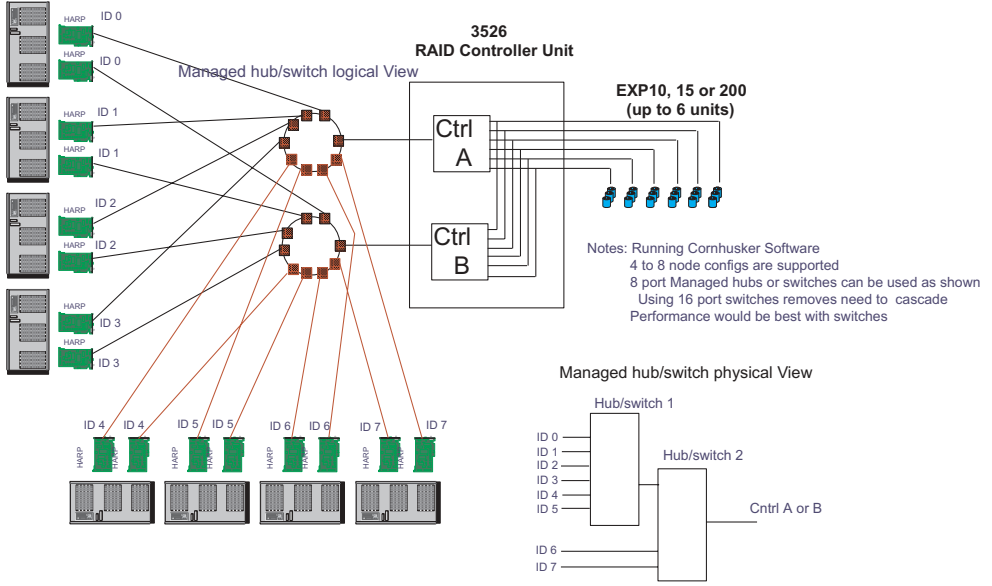 HARP
ID 0
HARP
ID 0
HARP
ID 1
HARP
ID 1
HARP
ID 2
HARP
ID 2
HARP
ID 3
HARP
ID 3
Managed hub/switch logical View
3526
RAID Controller Unit
Ctrl
A
Ctrl
B
EXP10, 15 or 200
(up to 6 units)
Notes: Running Cornhusker Software
4 to 8 node configs are supported
8 port Managed hubs or switches can be used as shown
Using 16 port switches removes need to cascade
Performance would be best with switches
ID 4
ID 4
ID 5
ID 5
ID 6
ID 6
ID 7
ID 7
HARP
HARP
HARP
HARP
HARP
HARP
HARP
HARP
Managed hub/switch physical View
Hub/switch 1
ID 0
ID 1
ID 2
ID 3
ID 4
ID 5
Hub/switch 2
ID 6
ID 7
Cntrl A or B